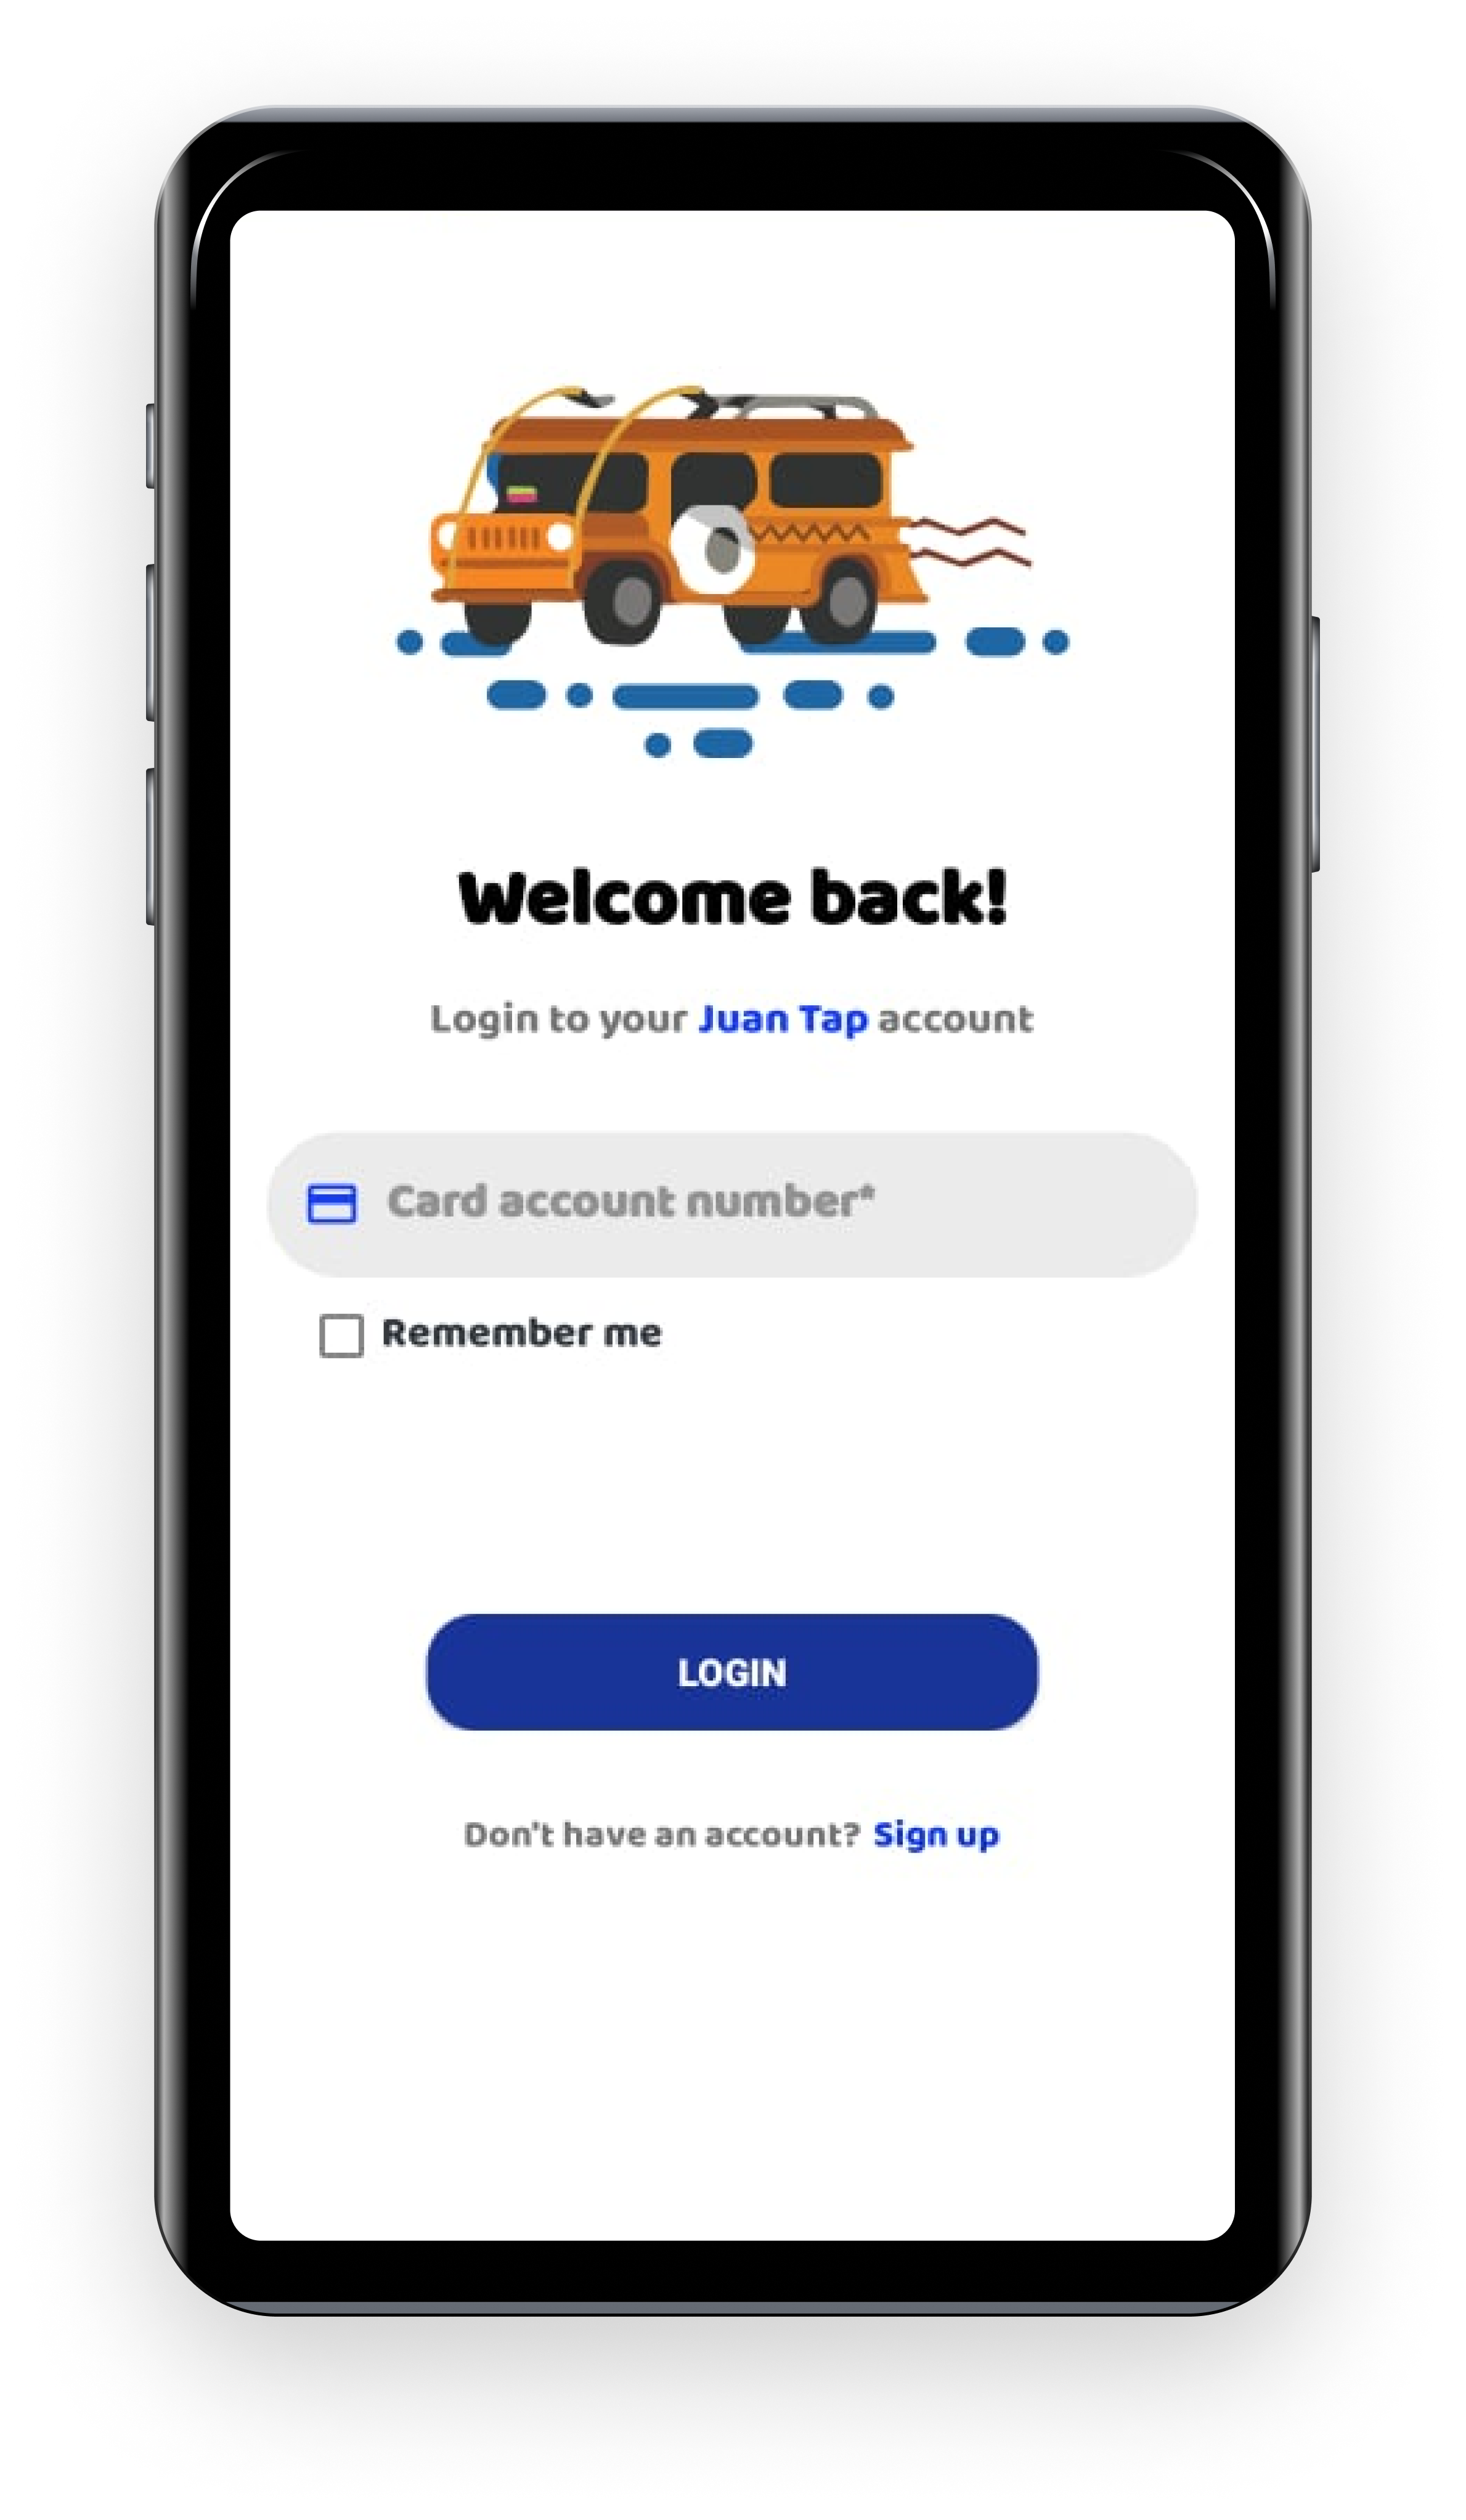 Welcome back!
Login to your Juan Tap account
Card account number*
Remember me
LOGIN
Don't have an account? Sign up